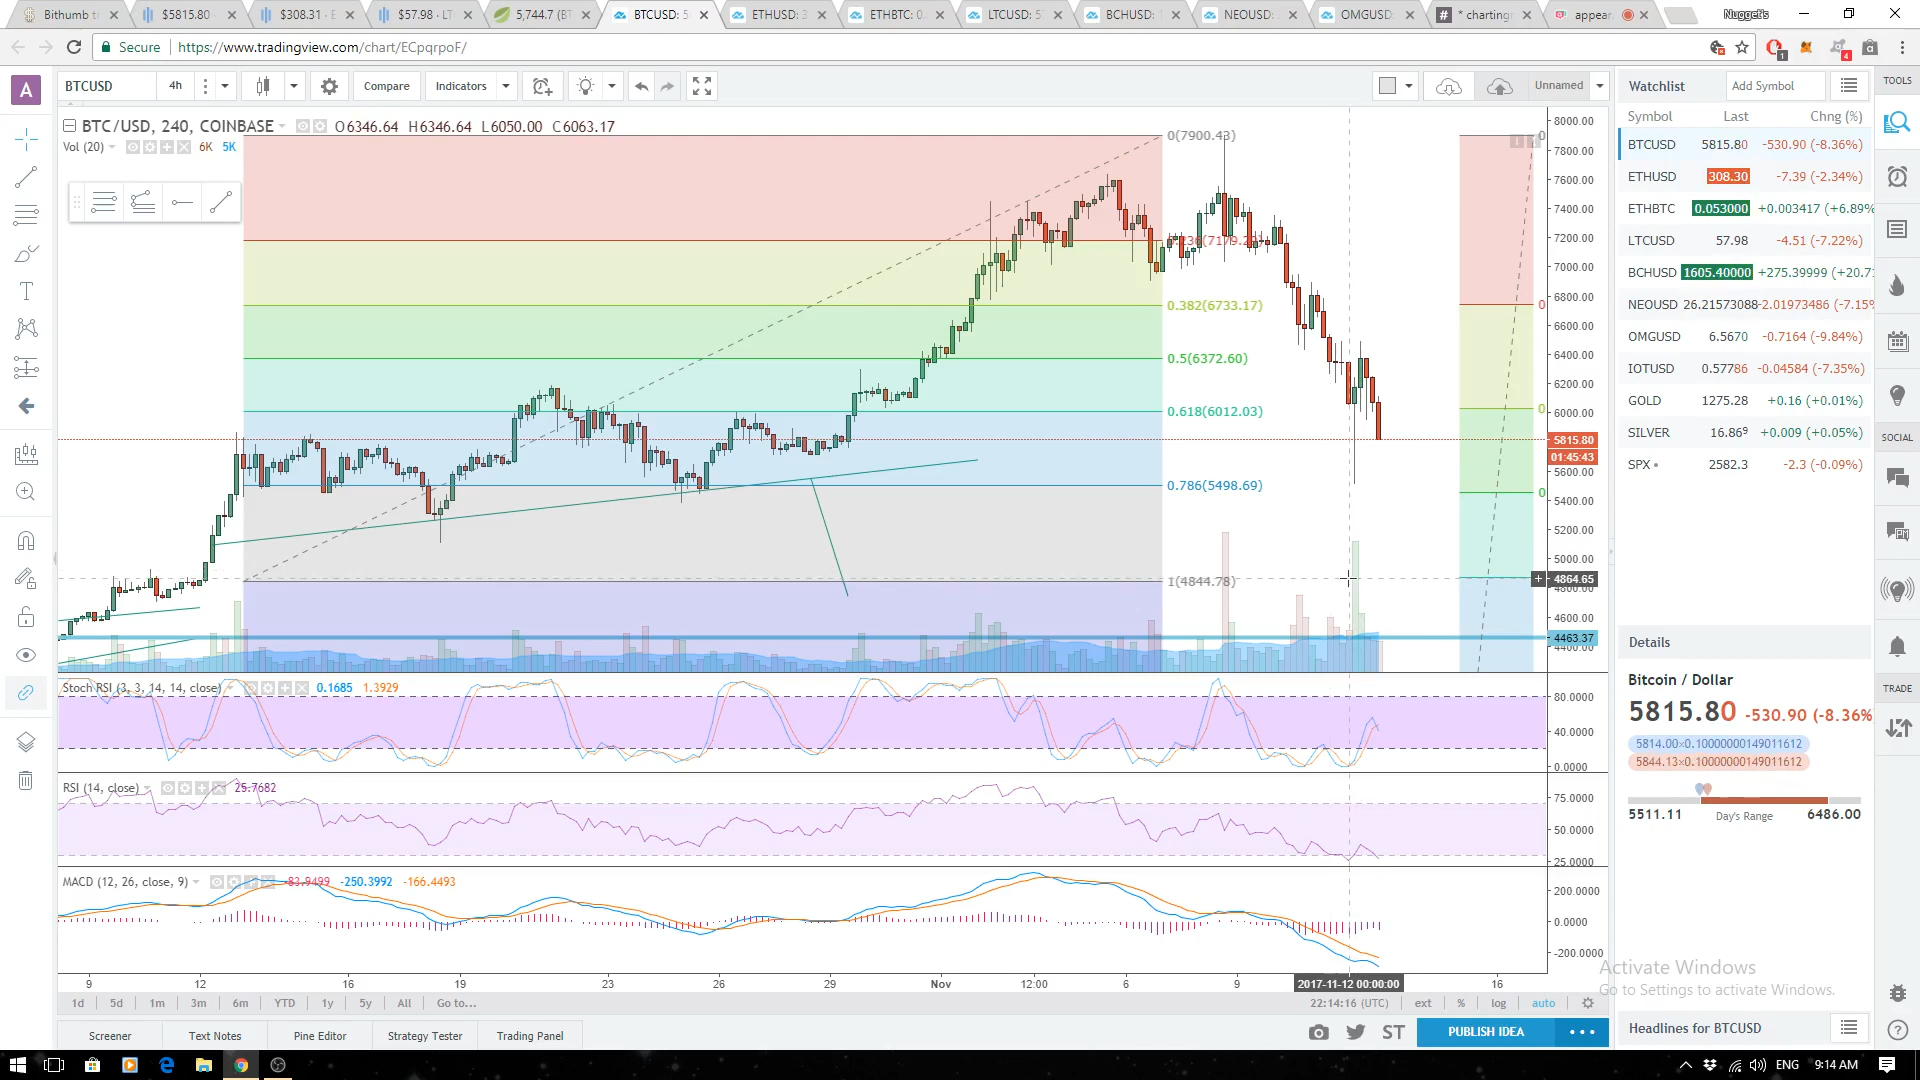 Bithumb t
$5815.80
$308.31 - E
$57.98 - LT
5,744.7 (BT
BTCUSD: 5
ETHUSD: 3
ETHBTC: 0.
LTCUSD: 5
BCHUSD: 1
NEOUSD:
OMGUSD:
* charting
appear.
Nugget's
Secure
https://www.tradingview.com/chart/ECpqrpoF/
1
4
A
BTCUSD
4h
Compare
Indicators
Unnamed
Watchlist
Add Symbol
TOOLS
BTC/USD, 240, COINBASE
O6346.64 H6346.64 L6050.00 C6063.17
Vol (20)
6K 5K
Symbol Last Chng (%)
BTCUSD 5815.80 -530.90 (-8.36%)
ETHUSD 308.30 -7.39 (-2.34%)
ETHBTC 0.053000 +0.003417 (+6.89%
LTCUSD 57.98 -4.51 (-7.22%)
BCHUSD 1605.40000 +275.39999 (+20.7
NEOUSD 26.21573088 -2.01973486 (-7.15%
OMGUSD 6.5670 -0.7164 (-9.84%)
IOTUSD 0.57786 -0.04584 (-7.35%)
GOLD 1275.28 +0.16 (+0.01%)
SILVER 16.869 +0.009 (+0.05%)
SPX 2582.3 -2.3 (-0.09%)
SOCIAL
TRADE
0(7900.43)
0.236(7179.20)
0.382(6733.17)
0.5(6372.60)
0.618(6012.03)
0.786(5498.69)
1(4844.78)
0
0
0
0
8000.00
7800.00
7600.00
7400.00
7200.00
7000.00
6800.00
6600.00
6400.00
6200.00
6000.00
5815.80
01:45:43
5600.00
5400.00
5200.00
5000.00
4864.65
4600.00
4463.37
4400.00
Stoch RSI (3, 3, 14, 14, close)
0.1685 1.3929
80.0000
40.0000
0.0000
RSI (14, close)
25.7682
75.0000
50.0000
25.0000
MACD (12, 26, close, 9)
-83.9499 -250.3992 -166.4493
200.0000
0.0000
-200.0000
9 12 16 19 23 26 29 Nov 12:00 6 9 2017-11-12 00:00:00 16
1d 5d 1m 3m 6m YTD 1y 5y All Go to...
22:14:16 (UTC) ext % log auto
Screener
Text Notes
Pine Editor
Strategy Tester
Trading Panel
ST
PUBLISH IDEA
Details
Bitcoin / Dollar
5815.80 -530.90 (-8.36%
5814.00×0.10000000149011612
5844.13×0.10000000149011612
5511.11 Day's Range 6486.00
Activate Windows
Go to Settings to activate Windows.
Headlines for BTCUSD
ENG
9:14 AM